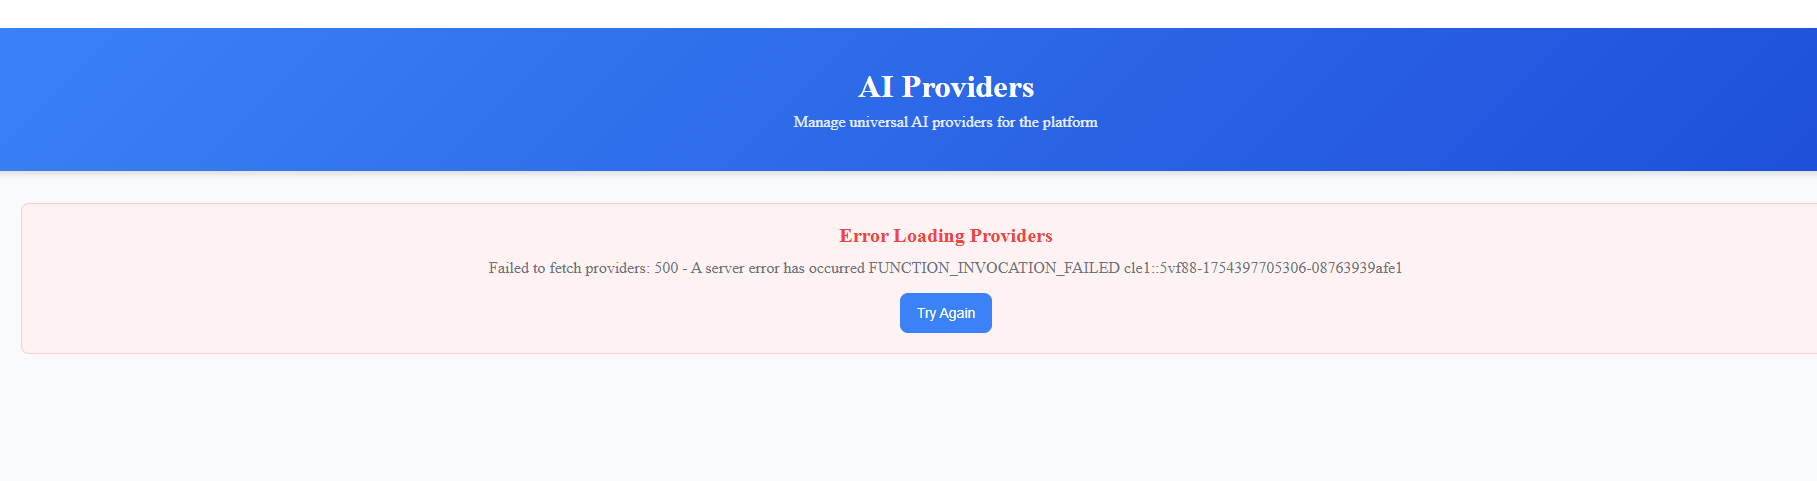 AI Providers
Manage universal AI providers for the platform
Error Loading Providers
Failed to fetch providers: 500 - A server error has occurred FUNCTION_INVOCATION_FAILED cle1::5vf88-1754397705306-08763939afe1
Try Again